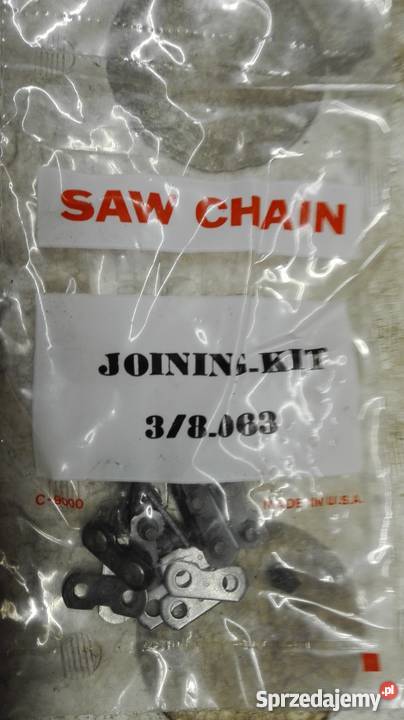 SAW CHAIN
JOINING-KIT
3/8.063
C-9000
MADE IN U.S.A.
Sprzedajemy.pl